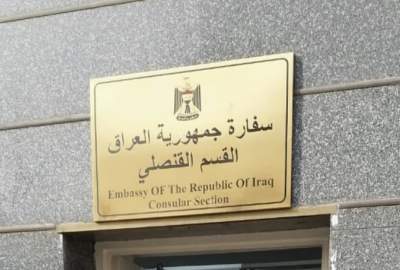 سفارة جمهورية العراق
القسم القنصلي
Embassy OF The Republic Of Iraq
Consular Section